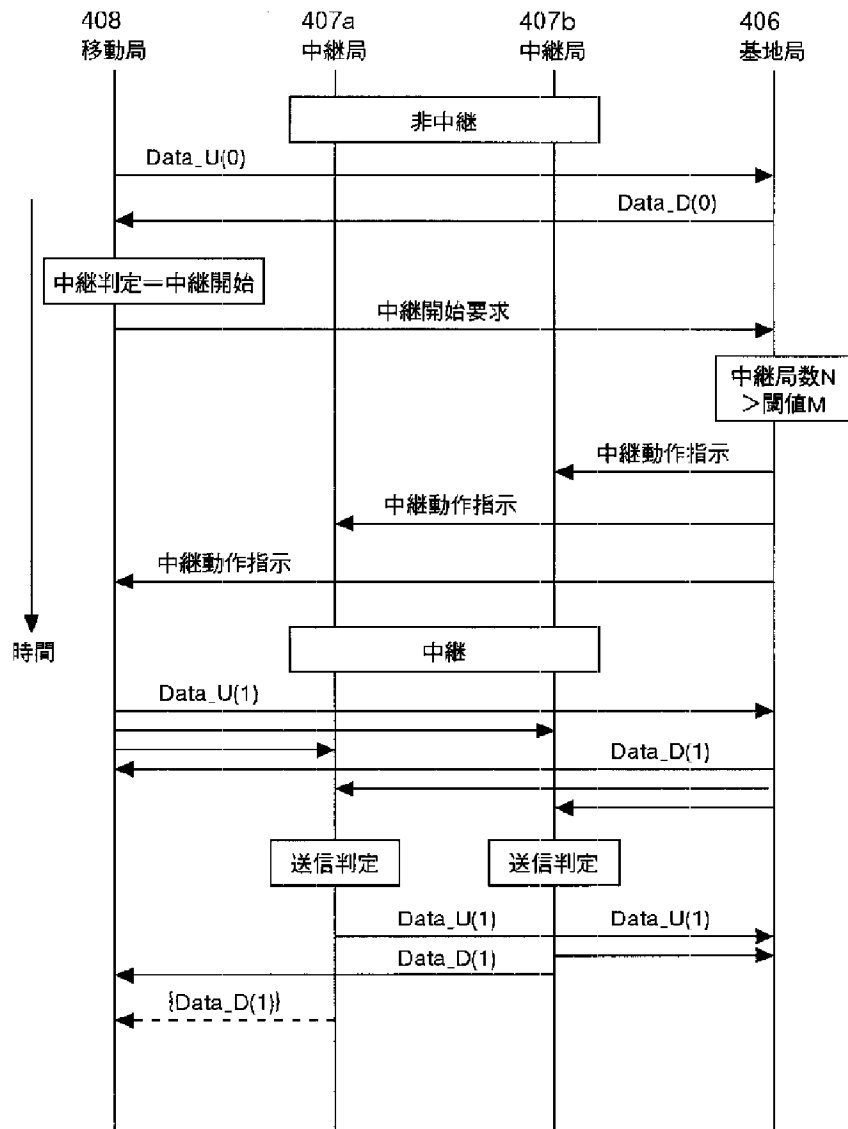 408 407a 407b 406
移動局 中継局 中継局 基地局
非中継
Data_U(0)
Data_D(0)
中継判定＝中継開始
中継開始要求
中継局数N
＞閾値M
中継動作指示
中継動作指示
中継動作指示
時間
中継
Data_U(1)
Data_D(1)
送信判定 送信判定
Data_U(1) Data_U(1)
Data_D(1)
{Data_D(1)}